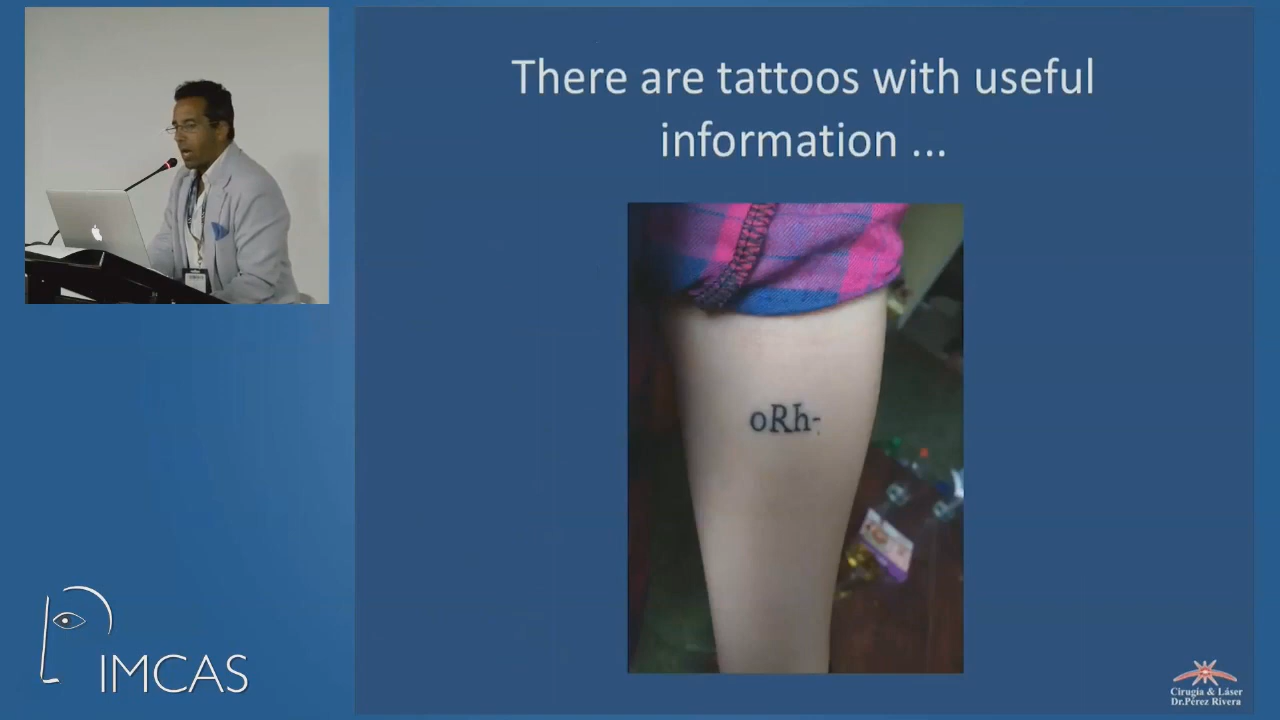 There are tattoos with useful
information ...
oRh-
IMCAS
Cirugía & Láser
Dr.Pérez Rivera